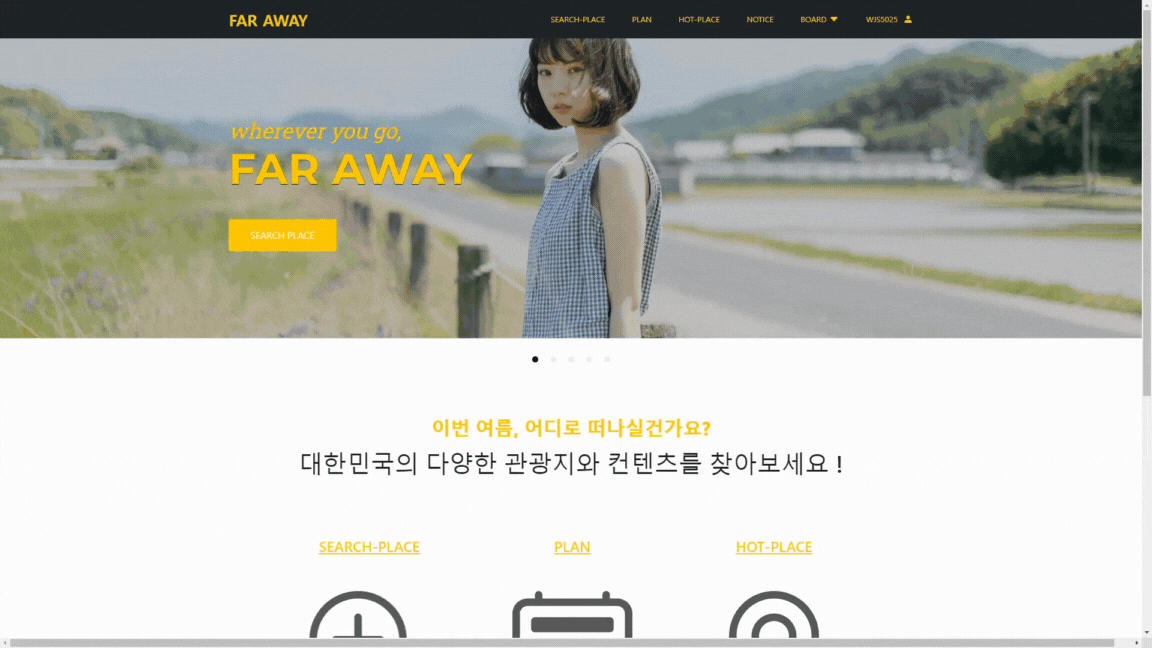 FAR AWAY
SEARCH-PLACE PLAN HOT-PLACE NOTICE BOARD WJS5025
wherever you go,
FAR AWAY
SEARCH PLACE
이번 여름, 어디로 떠나실건가요?
대한민국의 다양한 관광지와 컨텐츠를 찾아보세요 !
SEARCH-PLACE PLAN HOT-PLACE